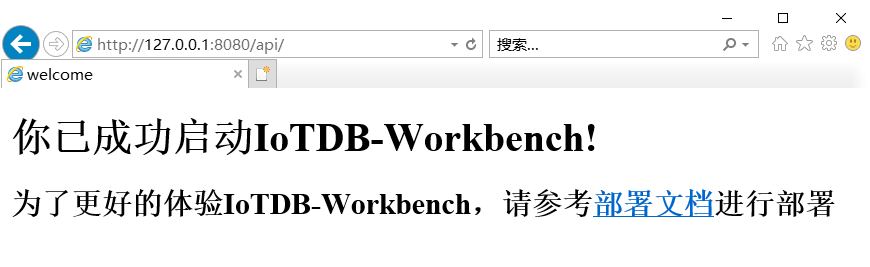 http://127.0.0.1:8080/api/
搜索...
welcome
你已成功启动IoTDB-Workbench!
为了更好的体验IoTDB-Workbench，请参考部署文档进行部署